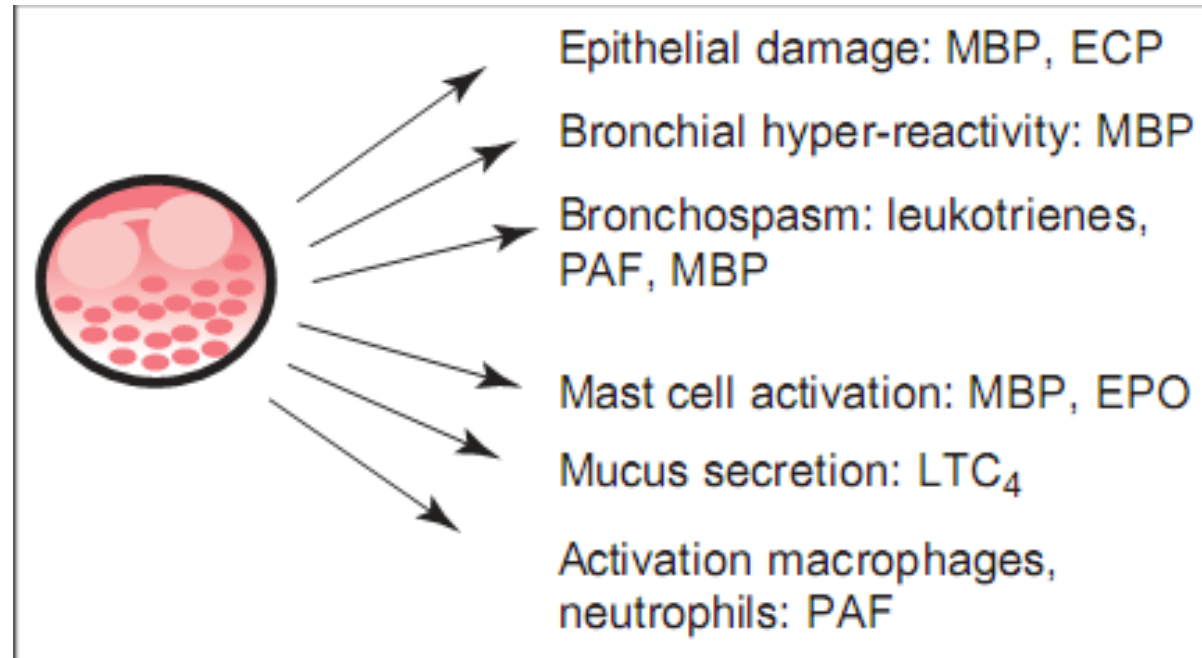 Epithelial damage: MBP, ECP
Bronchial hyper-reactivity: MBP
Bronchospasm: leukotrienes,
PAF, MBP
Mast cell activation: MBP, EPO
Mucus secretion: LTC₄
Activation macrophages,
neutrophils: PAF